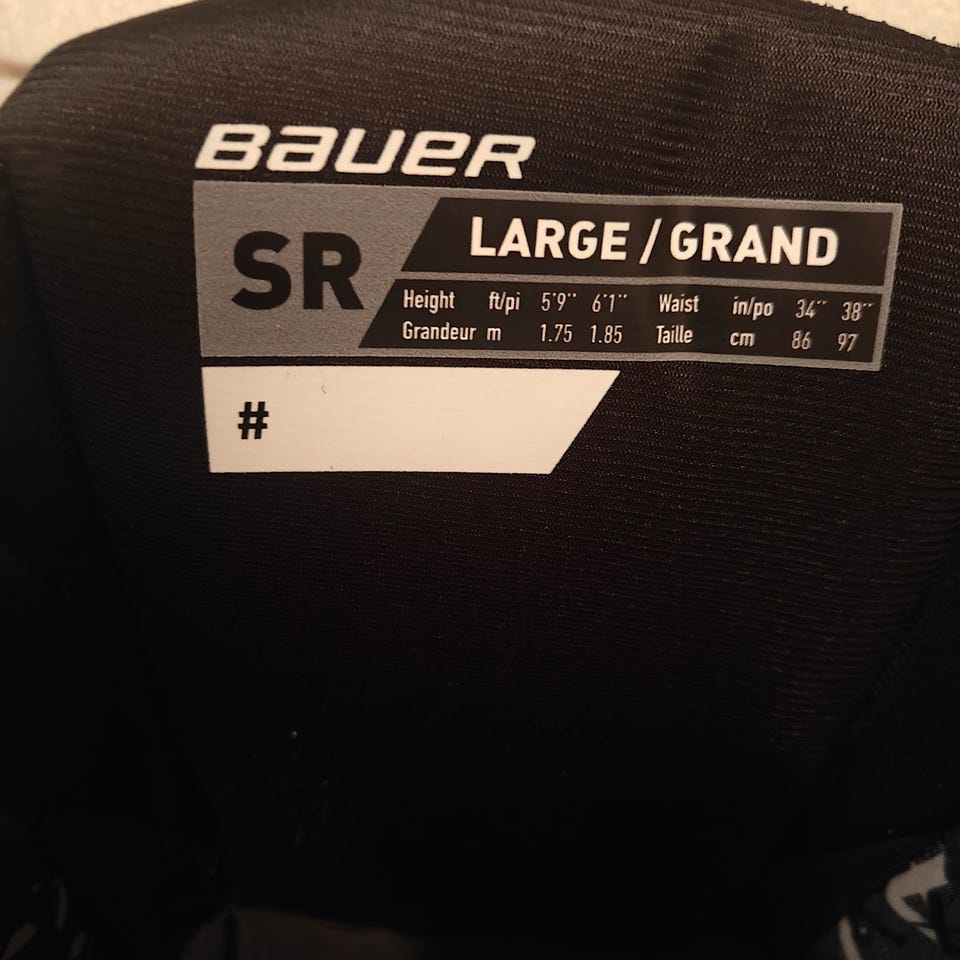 BAUER
SR
LARGE / GRAND
Height ft/pi 5'9'' 6'1'' Waist in/po 34'' 38''
Grandeur m 1.75 1.85 Taille cm 86 97
#